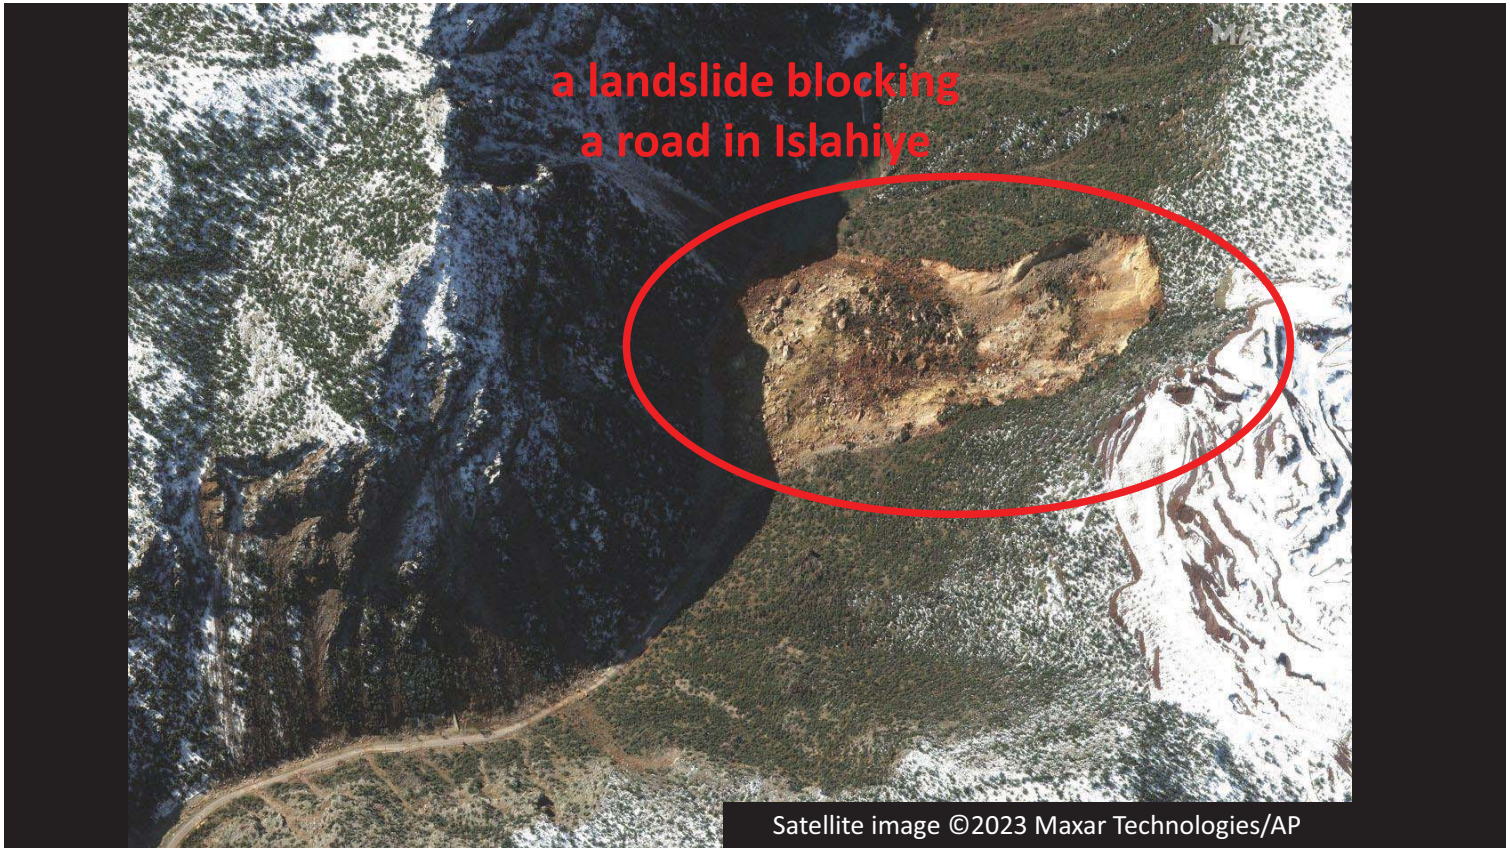 a landslide blocking
a road in Islahiye
Satellite image ©2023 Maxar Technologies/AP